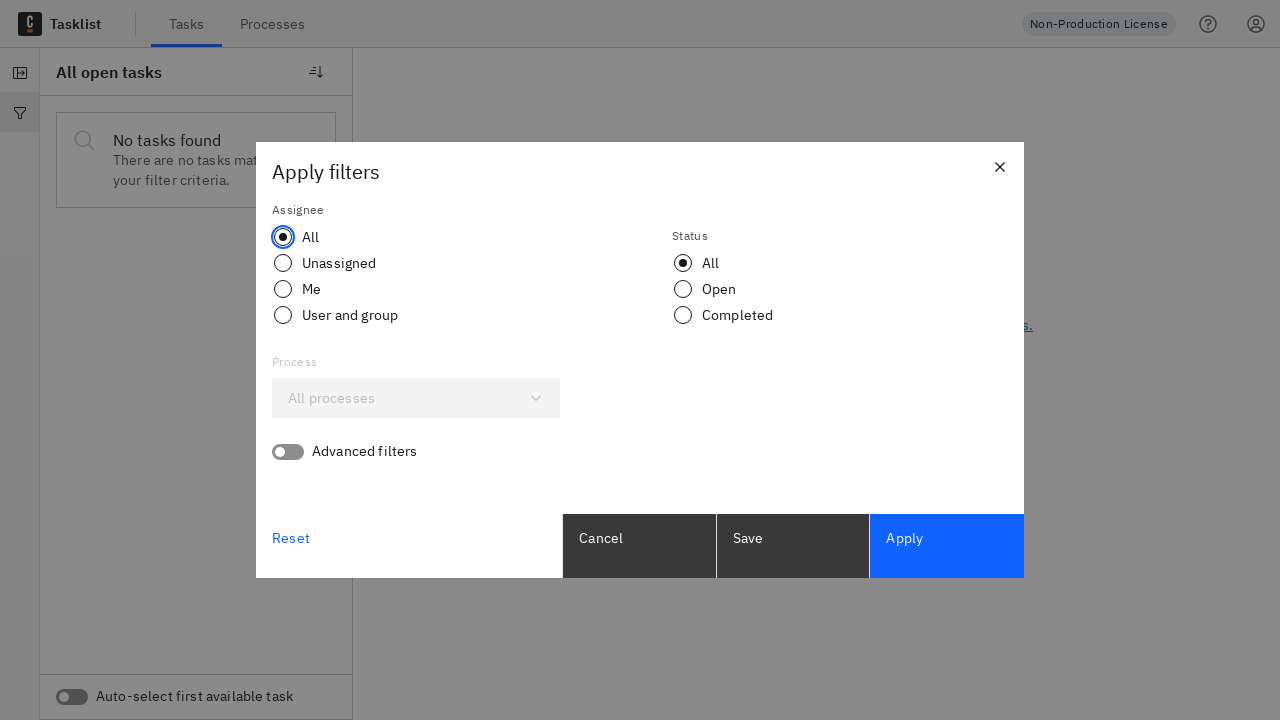 Tasklist
Tasks
Processes
Non-Production License
All open tasks
No tasks found
There are no tasks mat
your filter criteria.
Apply filters
Assignee
All
Unassigned
Me
User and group
Status
All
Open
Completed
s.
Process
All processes
Advanced filters
Reset
Cancel
Save
Apply
Auto-select first available task